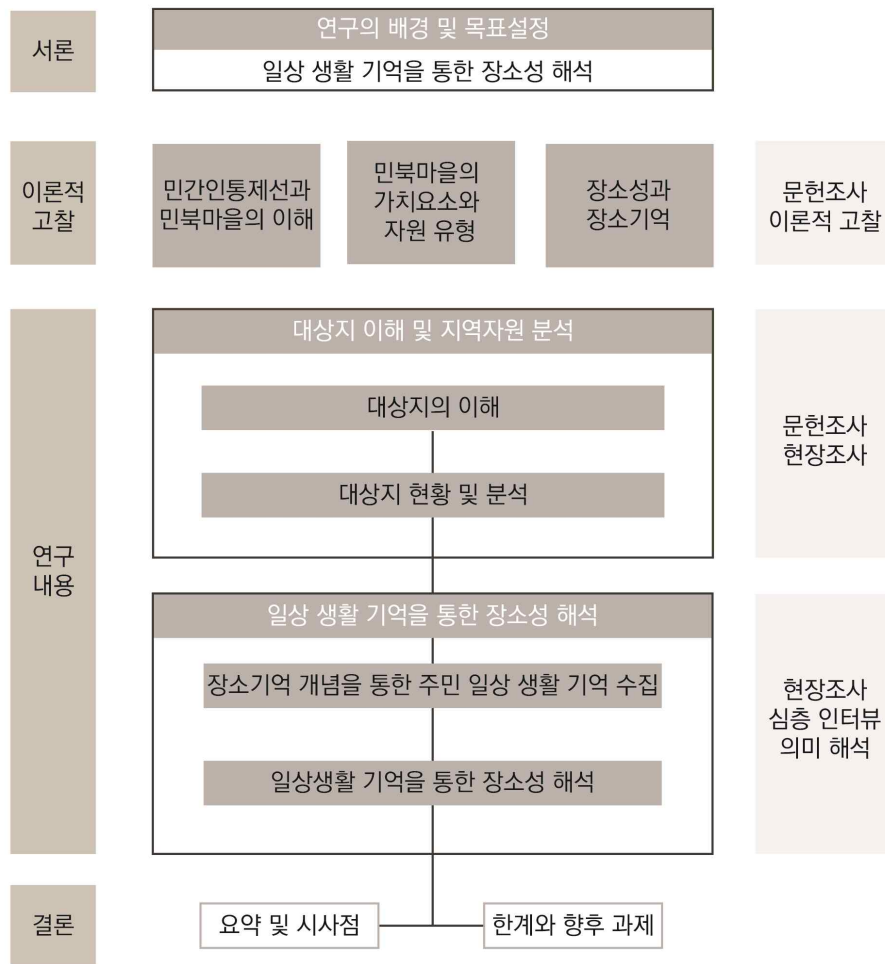 서론
연구의 배경 및 목표설정
일상 생활 기억을 통한 장소성 해석
이론적
고찰
민간인통제선과
민북마을의 이해
민북마을의
가치요소와
자원 유형
장소성과
장소기억
문헌조사
이론적 고찰
연구
내용
대상지 이해 및 지역자원 분석
대상지의 이해
대상지 현황 및 분석
문헌조사
현장조사
일상 생활 기억을 통한 장소성 해석
장소기억 개념을 통한 주민 일상 생활 기억 수집
일상생활 기억을 통한 장소성 해석
현장조사
심층 인터뷰
의미 해석
결론
요약 및 시사점
한계와 향후 과제